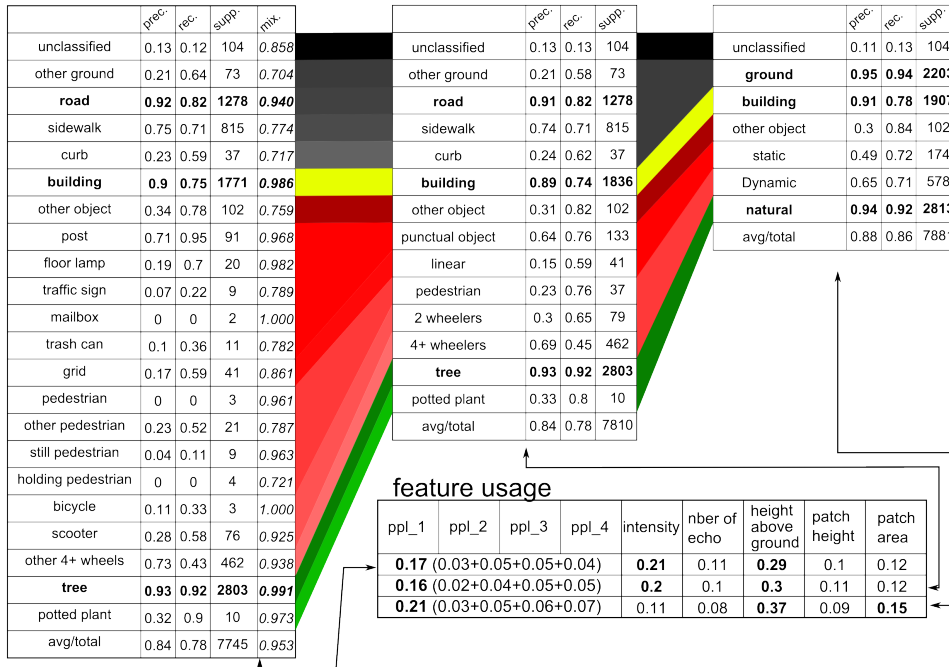 prec. rec. supp. mix.
unclassified 0.13 0.12 104 0.858
other ground 0.21 0.64 73 0.704
road 0.92 0.82 1278 0.940
sidewalk 0.75 0.71 815 0.774
curb 0.23 0.59 37 0.717
building 0.9 0.75 1771 0.986
other object 0.34 0.78 102 0.759
post 0.71 0.95 91 0.968
floor lamp 0.19 0.7 20 0.982
traffic sign 0.07 0.22 9 0.789
mailbox 0 0 2 1.000
trash can 0.1 0.36 11 0.782
grid 0.17 0.59 41 0.861
pedestrian 0 0 3 0.961
other pedestrian 0.23 0.52 21 0.787
still pedestrian 0.04 0.11 9 0.963
holding pedestrian 0 0 4 0.721
bicycle 0.11 0.33 3 1.000
scooter 0.28 0.58 76 0.925
other 4+ wheels 0.73 0.43 462 0.938
tree 0.93 0.92 2803 0.991
potted plant 0.32 0.9 10 0.973
avg/total 0.84 0.78 7745 0.953
prec. rec. supp.
unclassified 0.13 0.13 104
other ground 0.21 0.58 73
road 0.91 0.82 1278
sidewalk 0.74 0.71 815
curb 0.24 0.62 37
building 0.89 0.74 1836
other object 0.31 0.82 102
punctual object 0.64 0.76 133
linear 0.15 0.59 41
pedestrian 0.23 0.76 37
2 wheelers 0.3 0.65 79
4+ wheelers 0.69 0.45 462
tree 0.93 0.92 2803
potted plant 0.33 0.8 10
avg/total 0.84 0.78 7810
prec. rec. supp.
unclassified 0.11 0.13 104
ground 0.95 0.94 2203
building 0.91 0.78 1907
other object 0.3 0.84 102
static 0.49 0.72 174
Dynamic 0.65 0.71 578
natural 0.94 0.92 2813
avg/total 0.88 0.86 788
feature usage
ppl_1 ppl_2 ppl_3 ppl_4 intensity nber of echo height above ground patch height patch area
0.17 (0.03+0.05+0.05+0.04) 0.21 0.11 0.29 0.1 0.12
0.16 (0.02+0.04+0.05+0.05) 0.2 0.1 0.3 0.11 0.12
0.21 (0.03+0.05+0.06+0.07) 0.11 0.08 0.37 0.09 0.15